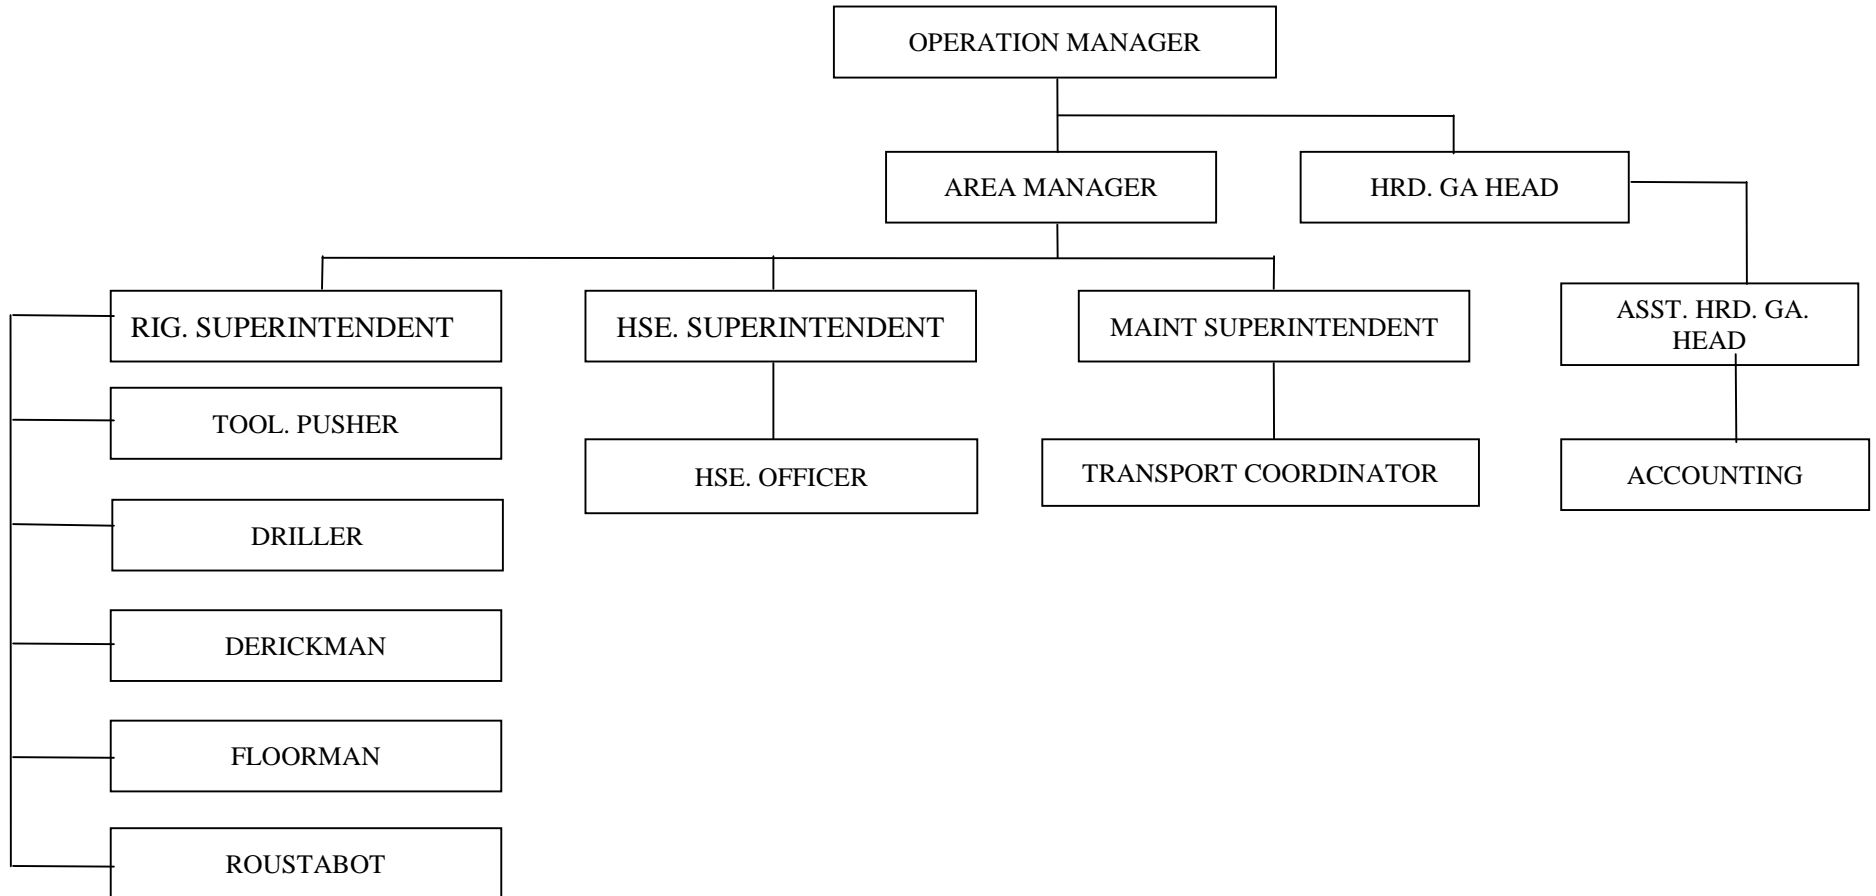 OPERATION MANAGER
AREA MANAGER
HRD. GA HEAD
RIG. SUPERINTENDENT
HSE. SUPERINTENDENT
MAINT SUPERINTENDENT
ASST. HRD. GA.
HEAD
TOOL. PUSHER
HSE. OFFICER
TRANSPORT COORDINATOR
ACCOUNTING
DRILLER
DERICKMAN
FLOORMAN
ROUSTABOT